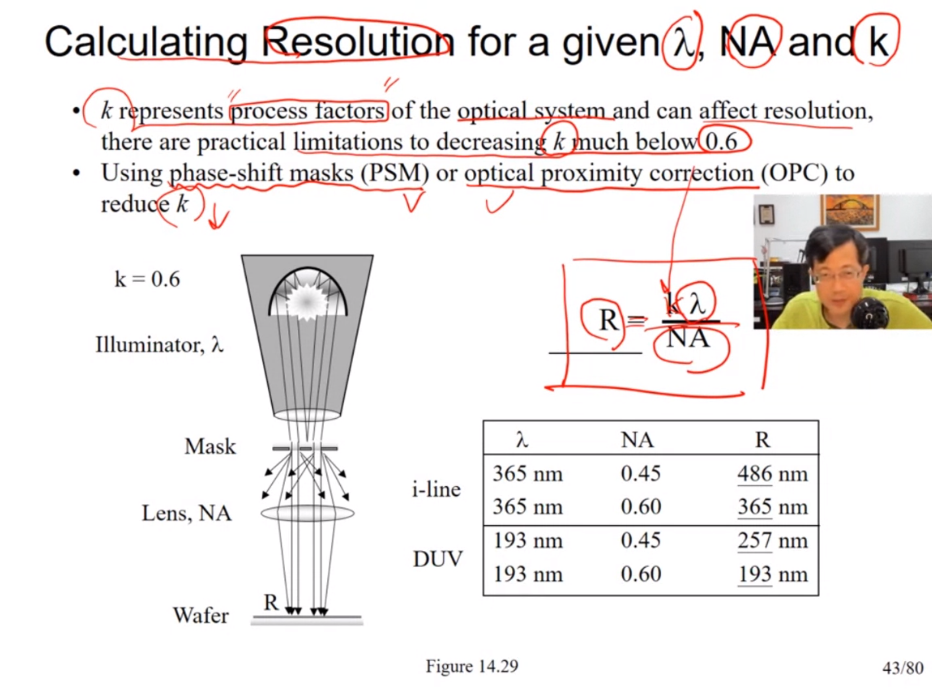 Calculating Resolution for a given λ, NA and k
• k represents process factors of the optical system and can affect resolution,
there are practical limitations to decreasing k much below 0.6
• Using phase-shift masks (PSM) or optical proximity correction (OPC) to
reduce k
k = 0.6
Illuminator, λ
Mask
Lens, NA
R
Wafer
R = k λ
NA
λ NA R
i-line
365 nm 0.45 486 nm
365 nm 0.60 365 nm
DUV
193 nm 0.45 257 nm
193 nm 0.60 193 nm
Figure 14.29
43/80